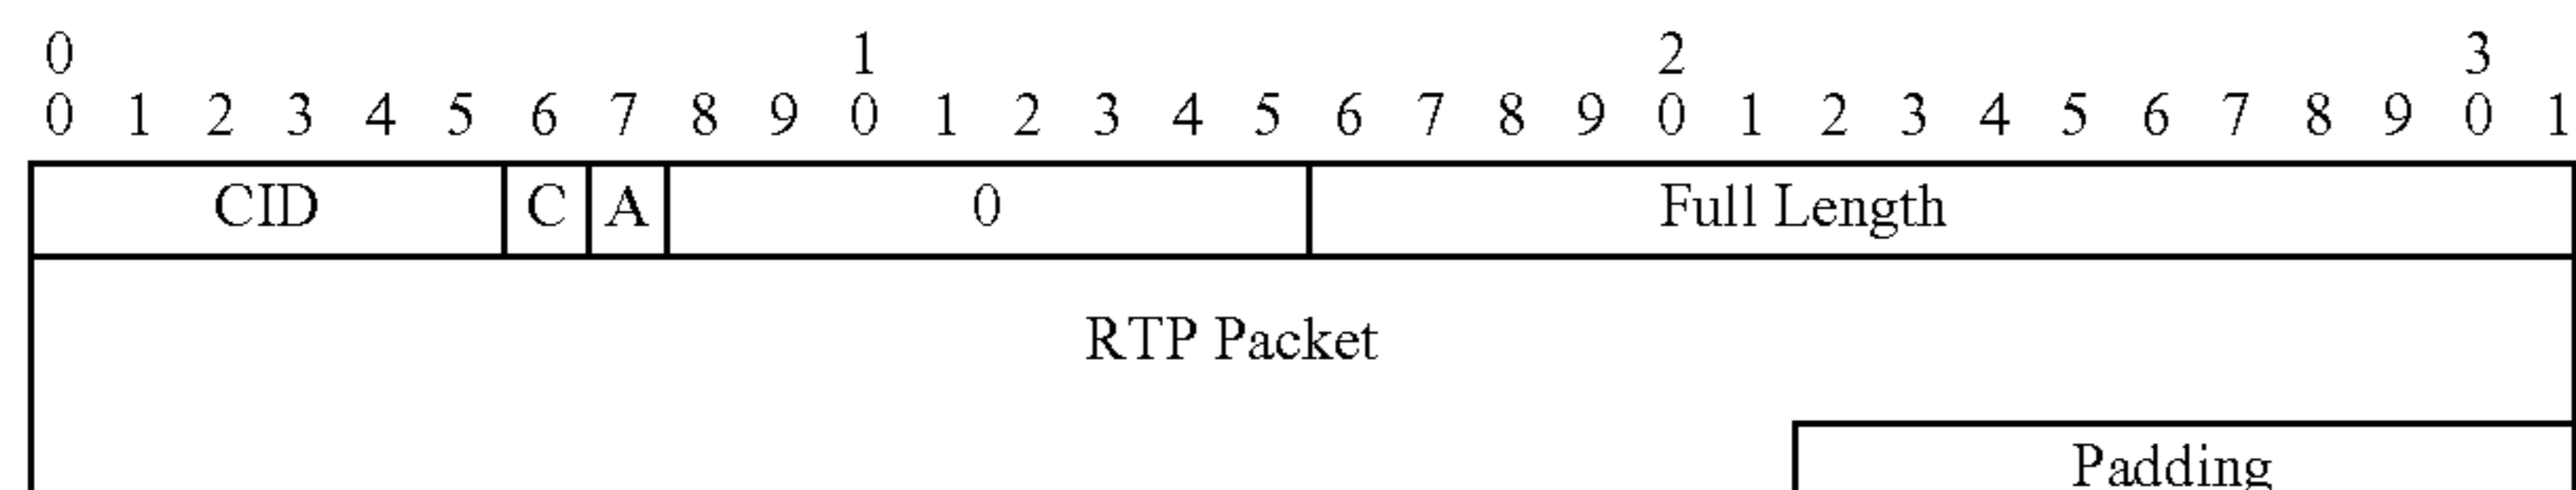 0 1 2 3
0 1 2 3 4 5 6 7 8 9 0 1 2 3 4 5 6 7 8 9 0 1 2 3 4 5 6 7 8 9 0 1
CID C A 0 Full Length
RTP Packet
Padding